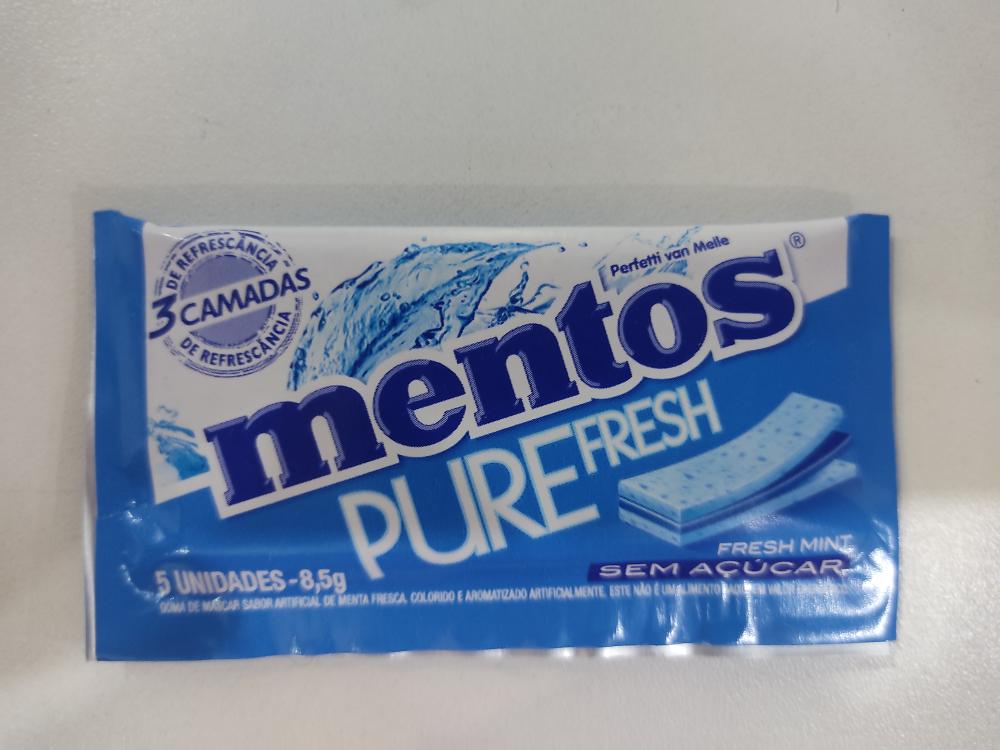 DE REFRESCÂNCIA
3 CAMADAS
DE REFRESCÂNCIA
Perfetti van Melle
mentos®
PURE FRESH
FRESH MINT
SEM AÇÚCAR
5 UNIDADES - 8,5g
GOMA DE MASCAR SABOR ARTIFICIAL DE MENTA FRESCA. COLORIDO E AROMATIZADO ARTIFICIALMENTE. ESTE NÃO É UM ALIMENTO